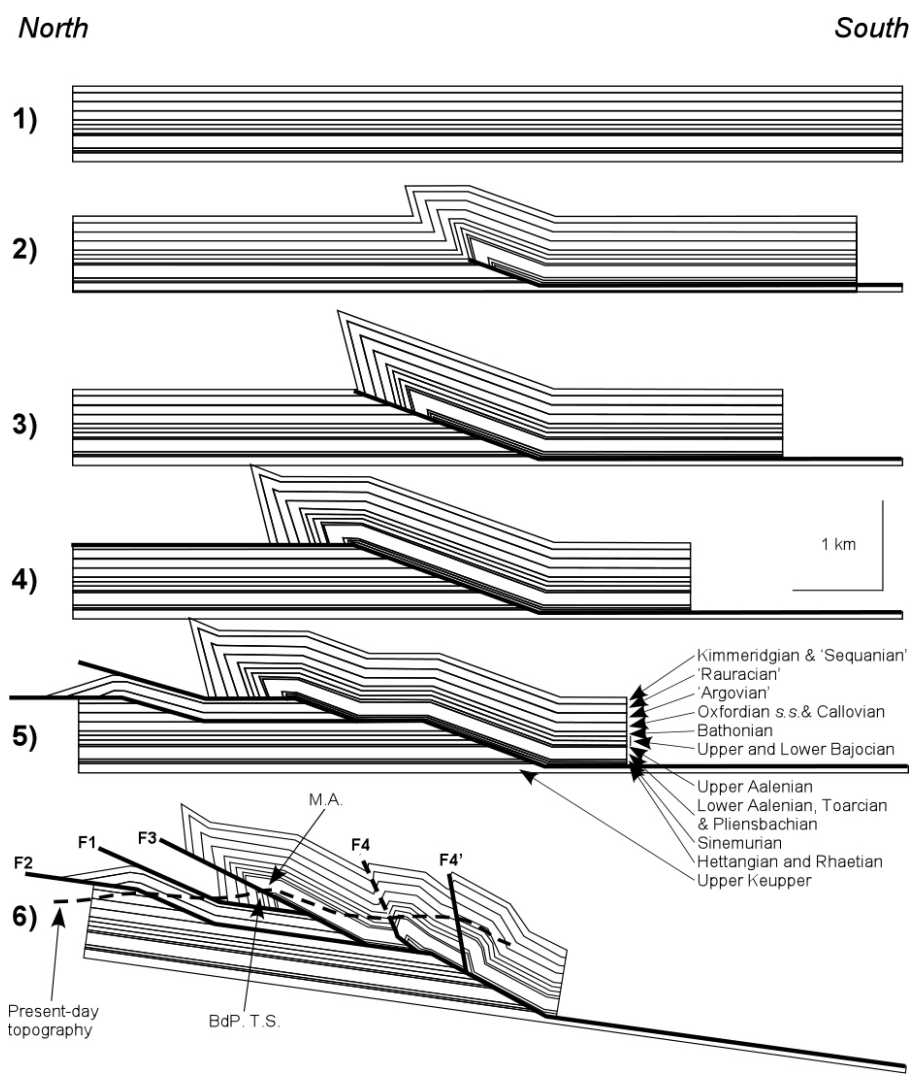 North
South
1)
2)
3)
4)
1 km
5)
Kimmeridgian & 'Sequanian'
'Rauracian'
'Argovian'
Oxfordian s.s.& Callovian
Bathonian
Upper and Lower Bajocian
Upper Aalenian
Lower Aalenian, Toarcian
& Pliensbachian
Sinemurian
Hettangian and Rhaetian
Upper Keupper
M.A.
F1
F3
F4
F4'
F2
6)
Present-day
topography
BdP. T.S.